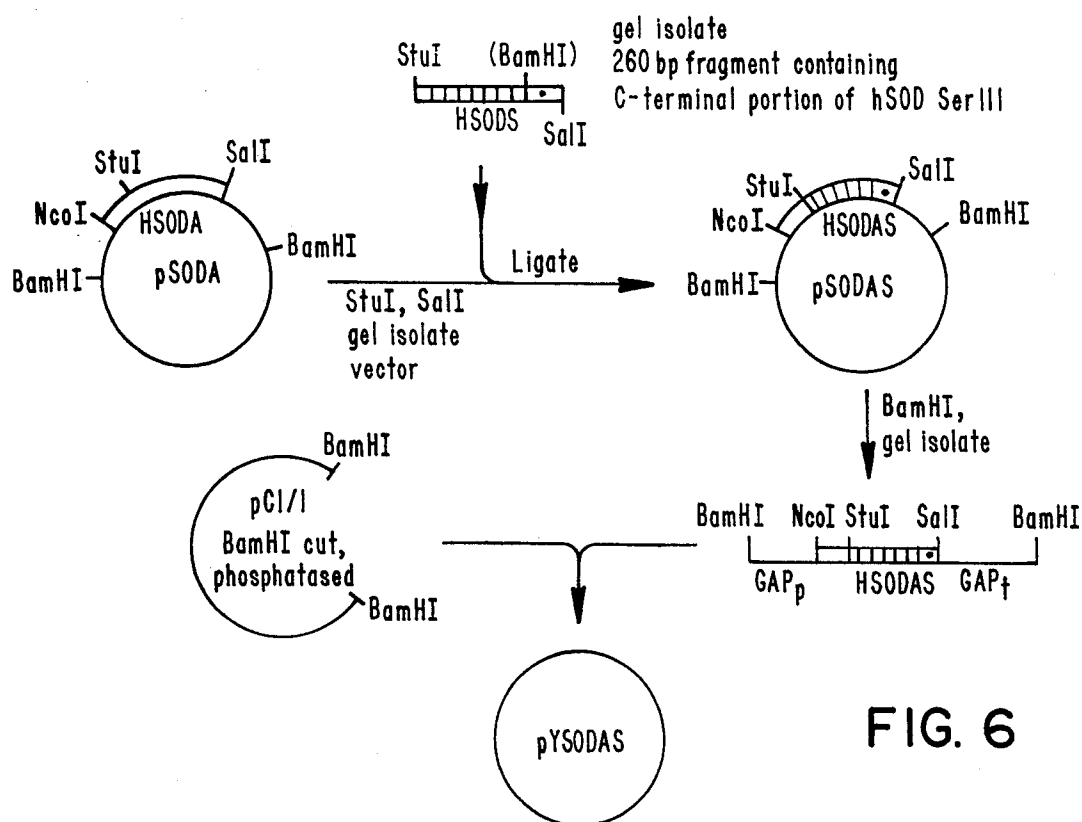 gel isolate
260 bp fragment containing
C-terminal portion of hSOD SerIII
StuI
(BamHI)
HSODS
SalI
StuI
SalI
NcoI
HSODA
BamHI
BamHI
pSODA
Ligate
StuI, SalI
gel isolate
vector
StuI
SalI
NcoI
HSODAS
BamHI
BamHI
pSODAS
BamHI,
gel isolate
BamHI
pC1/1
BamHI cut,
phosphatased
BamHI
BamHI NcoI StuI SalI BamHI
GAPp HSODAS GAPt
pYSODAS
FIG. 6